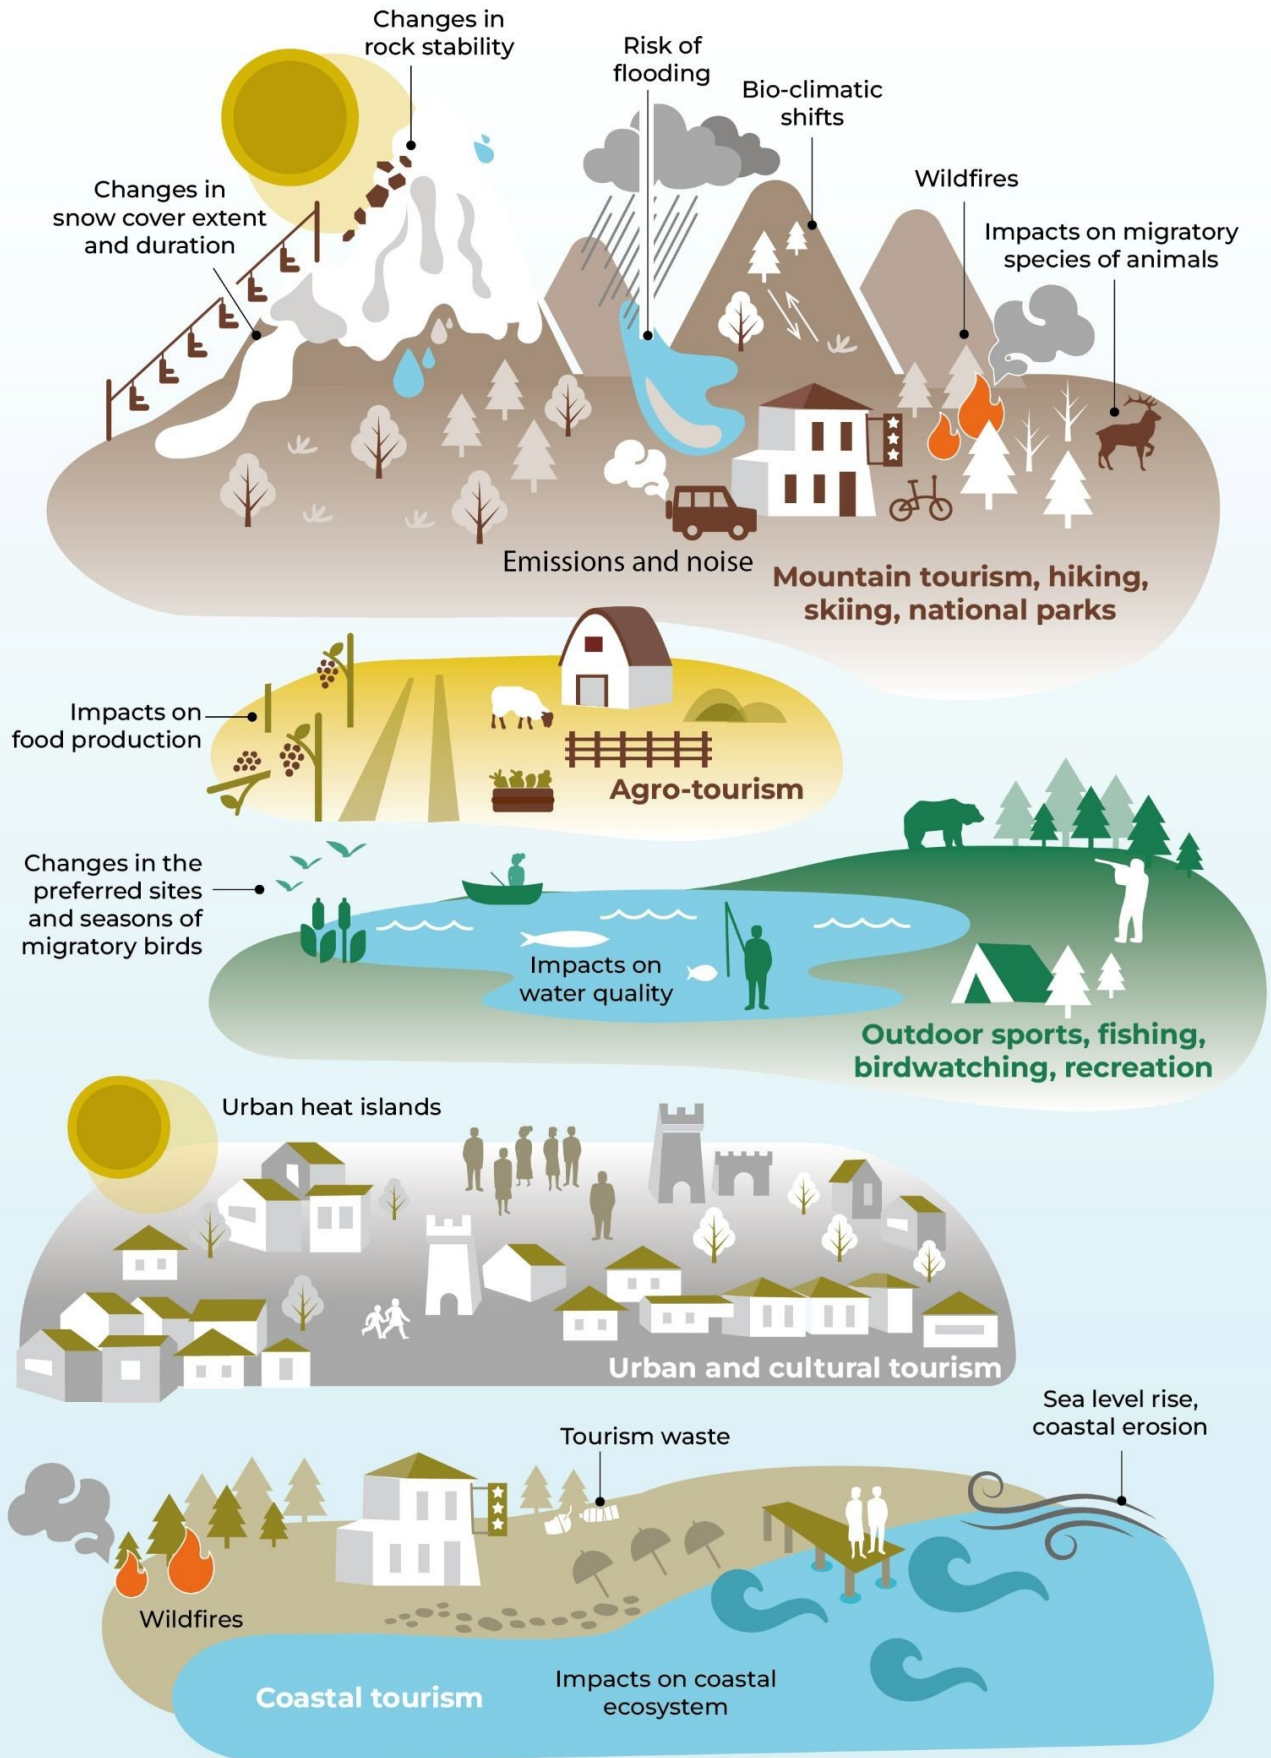 Changes in
rock stability
Risk of
flooding
Bio-climatic
shifts
Wildfires
Changes in
snow cover extent
and duration
Impacts on migratory
species of animals
Emissions and noise
Mountain tourism, hiking,
skiing, national parks
Impacts on
food production
Agro-tourism
Changes in the
preferred sites
and seasons of
migratory birds
Impacts on
water quality
Outdoor sports, fishing,
birdwatching, recreation
Urban heat islands
Urban and cultural tourism
Sea level rise,
coastal erosion
Tourism waste
Wildfires
Coastal tourism
Impacts on coastal
ecosystem